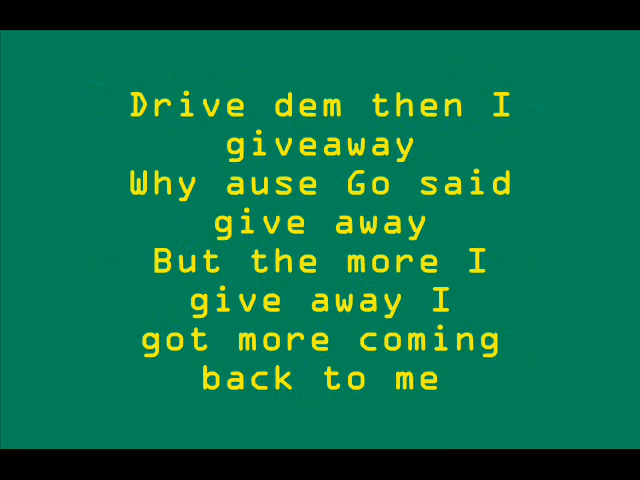 Drive dem then I
giveaway
Why ause Go said
give away
But the more I
give away I
got more coming
back to me